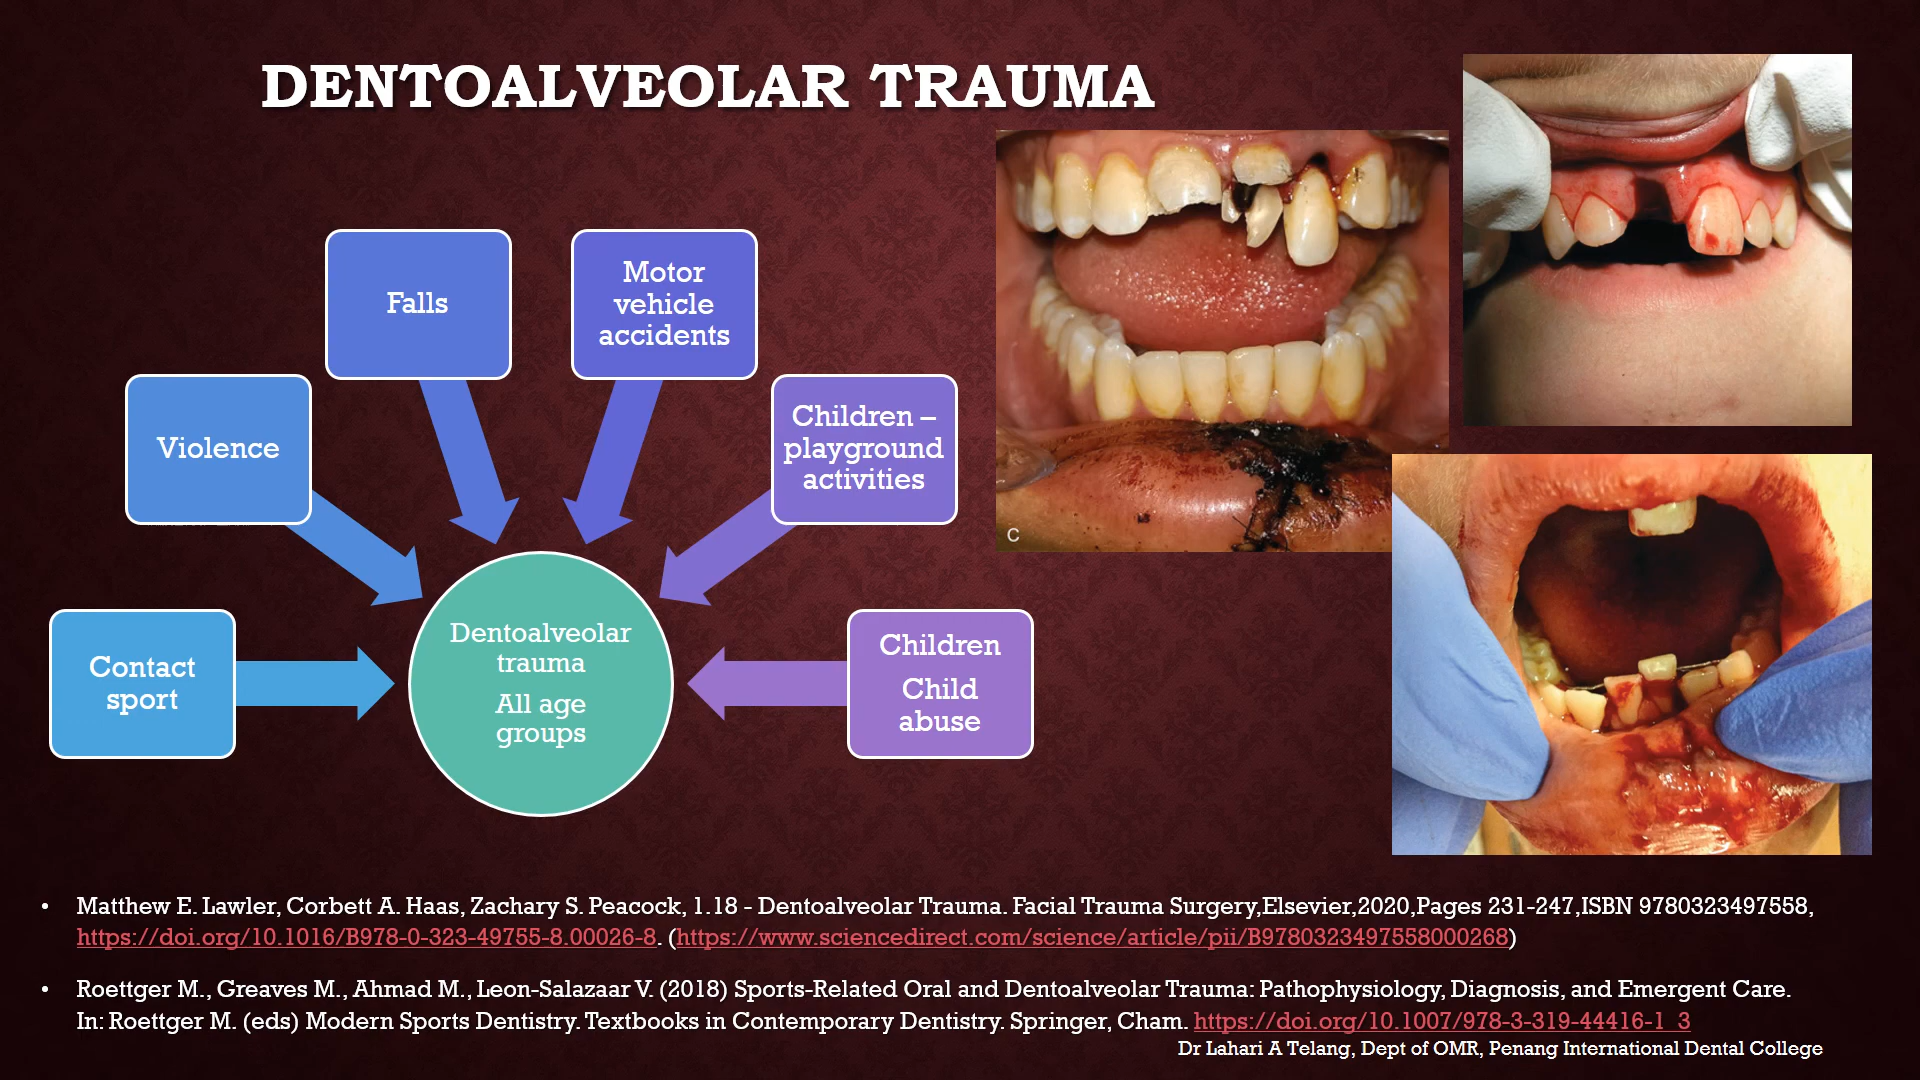 DENTOALVEOLAR TRAUMA
Falls
Motor
vehicle
accidents
Violence
Children –
playground
activities
Contact
sport
Dentoalveolar
trauma
All age
groups
Children
Child
abuse
C
• Matthew E. Lawler, Corbett A. Haas, Zachary S. Peacock, 1.18 - Dentoalveolar Trauma. Facial Trauma Surgery,Elsevier,2020,Pages 231-247,ISBN 9780323497558,
https://doi.org/10.1016/B978-0-323-49755-8.00026-8. (https://www.sciencedirect.com/science/article/pii/B9780323497558000268)
• Roettger M., Greaves M., Ahmad M., Leon-Salazaar V. (2018) Sports-Related Oral and Dentoalveolar Trauma: Pathophysiology, Diagnosis, and Emergent Care.
In: Roettger M. (eds) Modern Sports Dentistry. Textbooks in Contemporary Dentistry. Springer, Cham. https://doi.org/10.1007/978-3-319-44416-1_3
Dr Lahari A Telang, Dept of OMR, Penang International Dental College